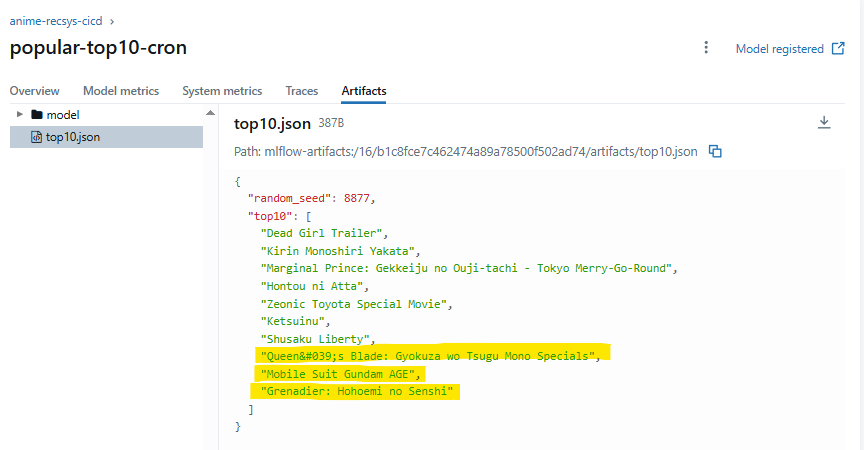 anime-recsys-cicd
popular-top10-cron
Model registered
Overview Model metrics System metrics Traces Artifacts
model
top10.json
top10.json 387B
Path: mlflow-artifacts:/16/b1c8fce7c462474a89a78500f502ad74/artifacts/top10.json
{
"random_seed": 8877,
"top10": [
"Dead Girl Trailer",
"Kirin Monoshiri Yakata",
"Marginal Prince: Gekkeiju no Ouji-tachi - Tokyo Merry-Go-Round",
"Hontou ni Atta",
"Zeonic Toyota Special Movie",
"Ketsuinu",
"Shusaku Liberty",
"Queen&#039;s Blade: Gyokuza wo Tsugu Mono Specials",
"Mobile Suit Gundam AGE",
"Grenadier: Hohoemi no Senshi"
]
}